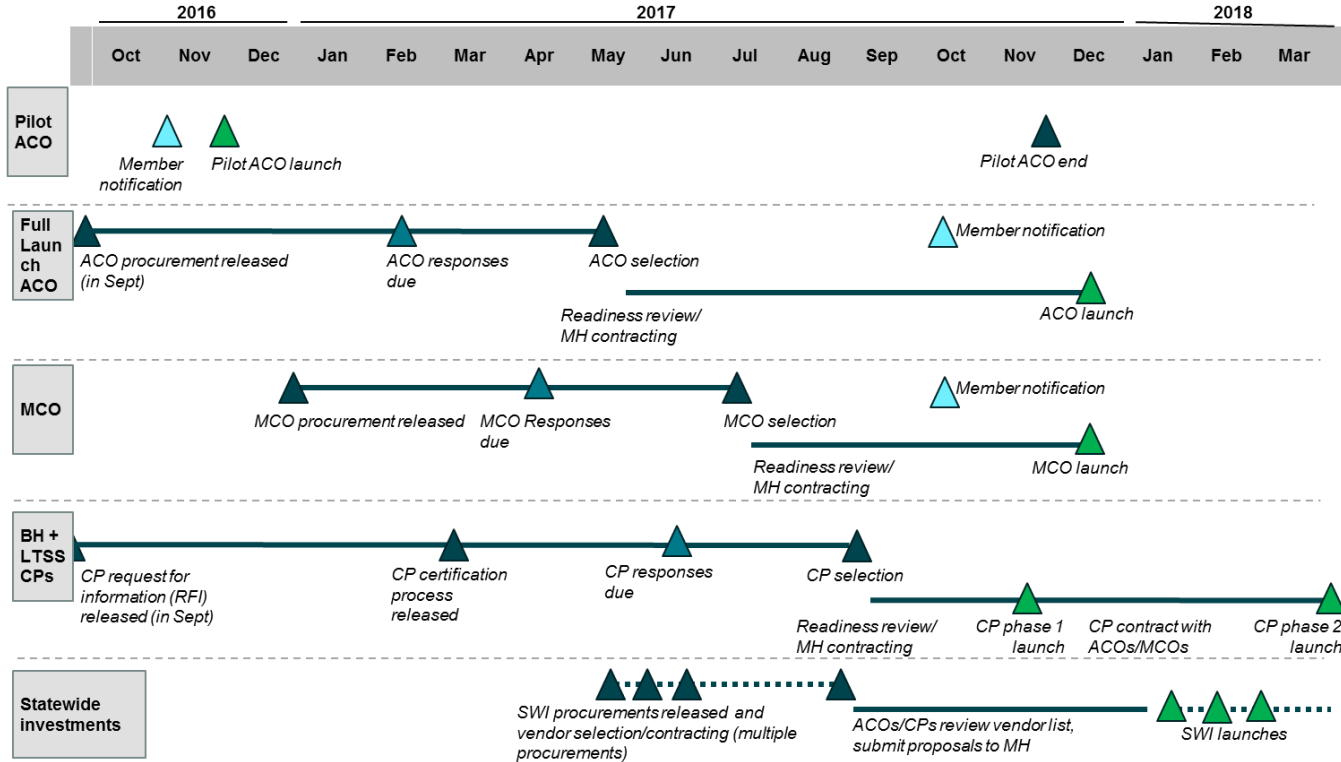 2016
2017
2018
Oct Nov Dec Jan Feb Mar Apr May Jun Jul Aug Sep Oct Nov Dec Jan Feb Mar
Pilot
ACO
Member
notification
Pilot ACO launch
Pilot ACO end
Full
Laun
ch
ACO
ACO procurement released
(in Sept)
ACO responses
due
ACO selection
Member notification
Readiness review/
MH contracting
ACO launch
MCO
MCO procurement released
MCO Responses
due
MCO selection
Member notification
Readiness review/
MH contracting
MCO launch
BH +
LTSS
CPs
CP request for
information (RFI)
released (in Sept)
CP certification
process
released
CP responses
due
CP selection
Readiness review/
MH contracting
CP phase 1
launch
CP contract with
ACOs/MCOs
CP phase 2
launch
Statewide
investments
SWI procurements released and
vendor selection/contracting (multiple
procurements)
ACOs/CPs review vendor list,
submit proposals to MH
SWI launches